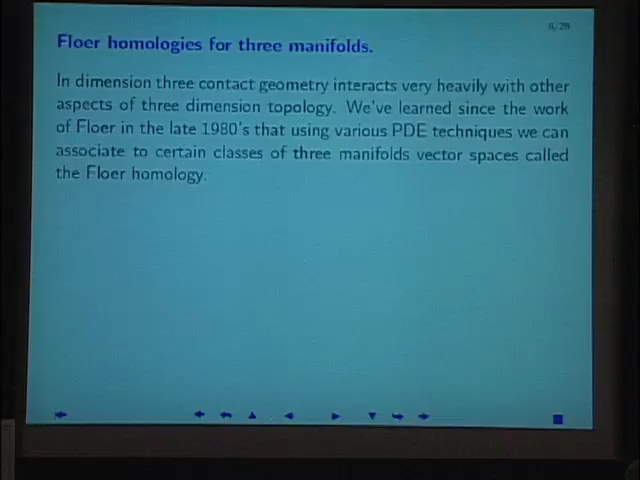 8/28
Floer homologies for three manifolds.
In dimension three contact geometry interacts very heavily with other
aspects of three dimension topology. We've learned since the work
of Floer in the late 1980's that using various PDE techniques we can
associate to certain classes of three manifolds vector spaces called
the Floer homology.